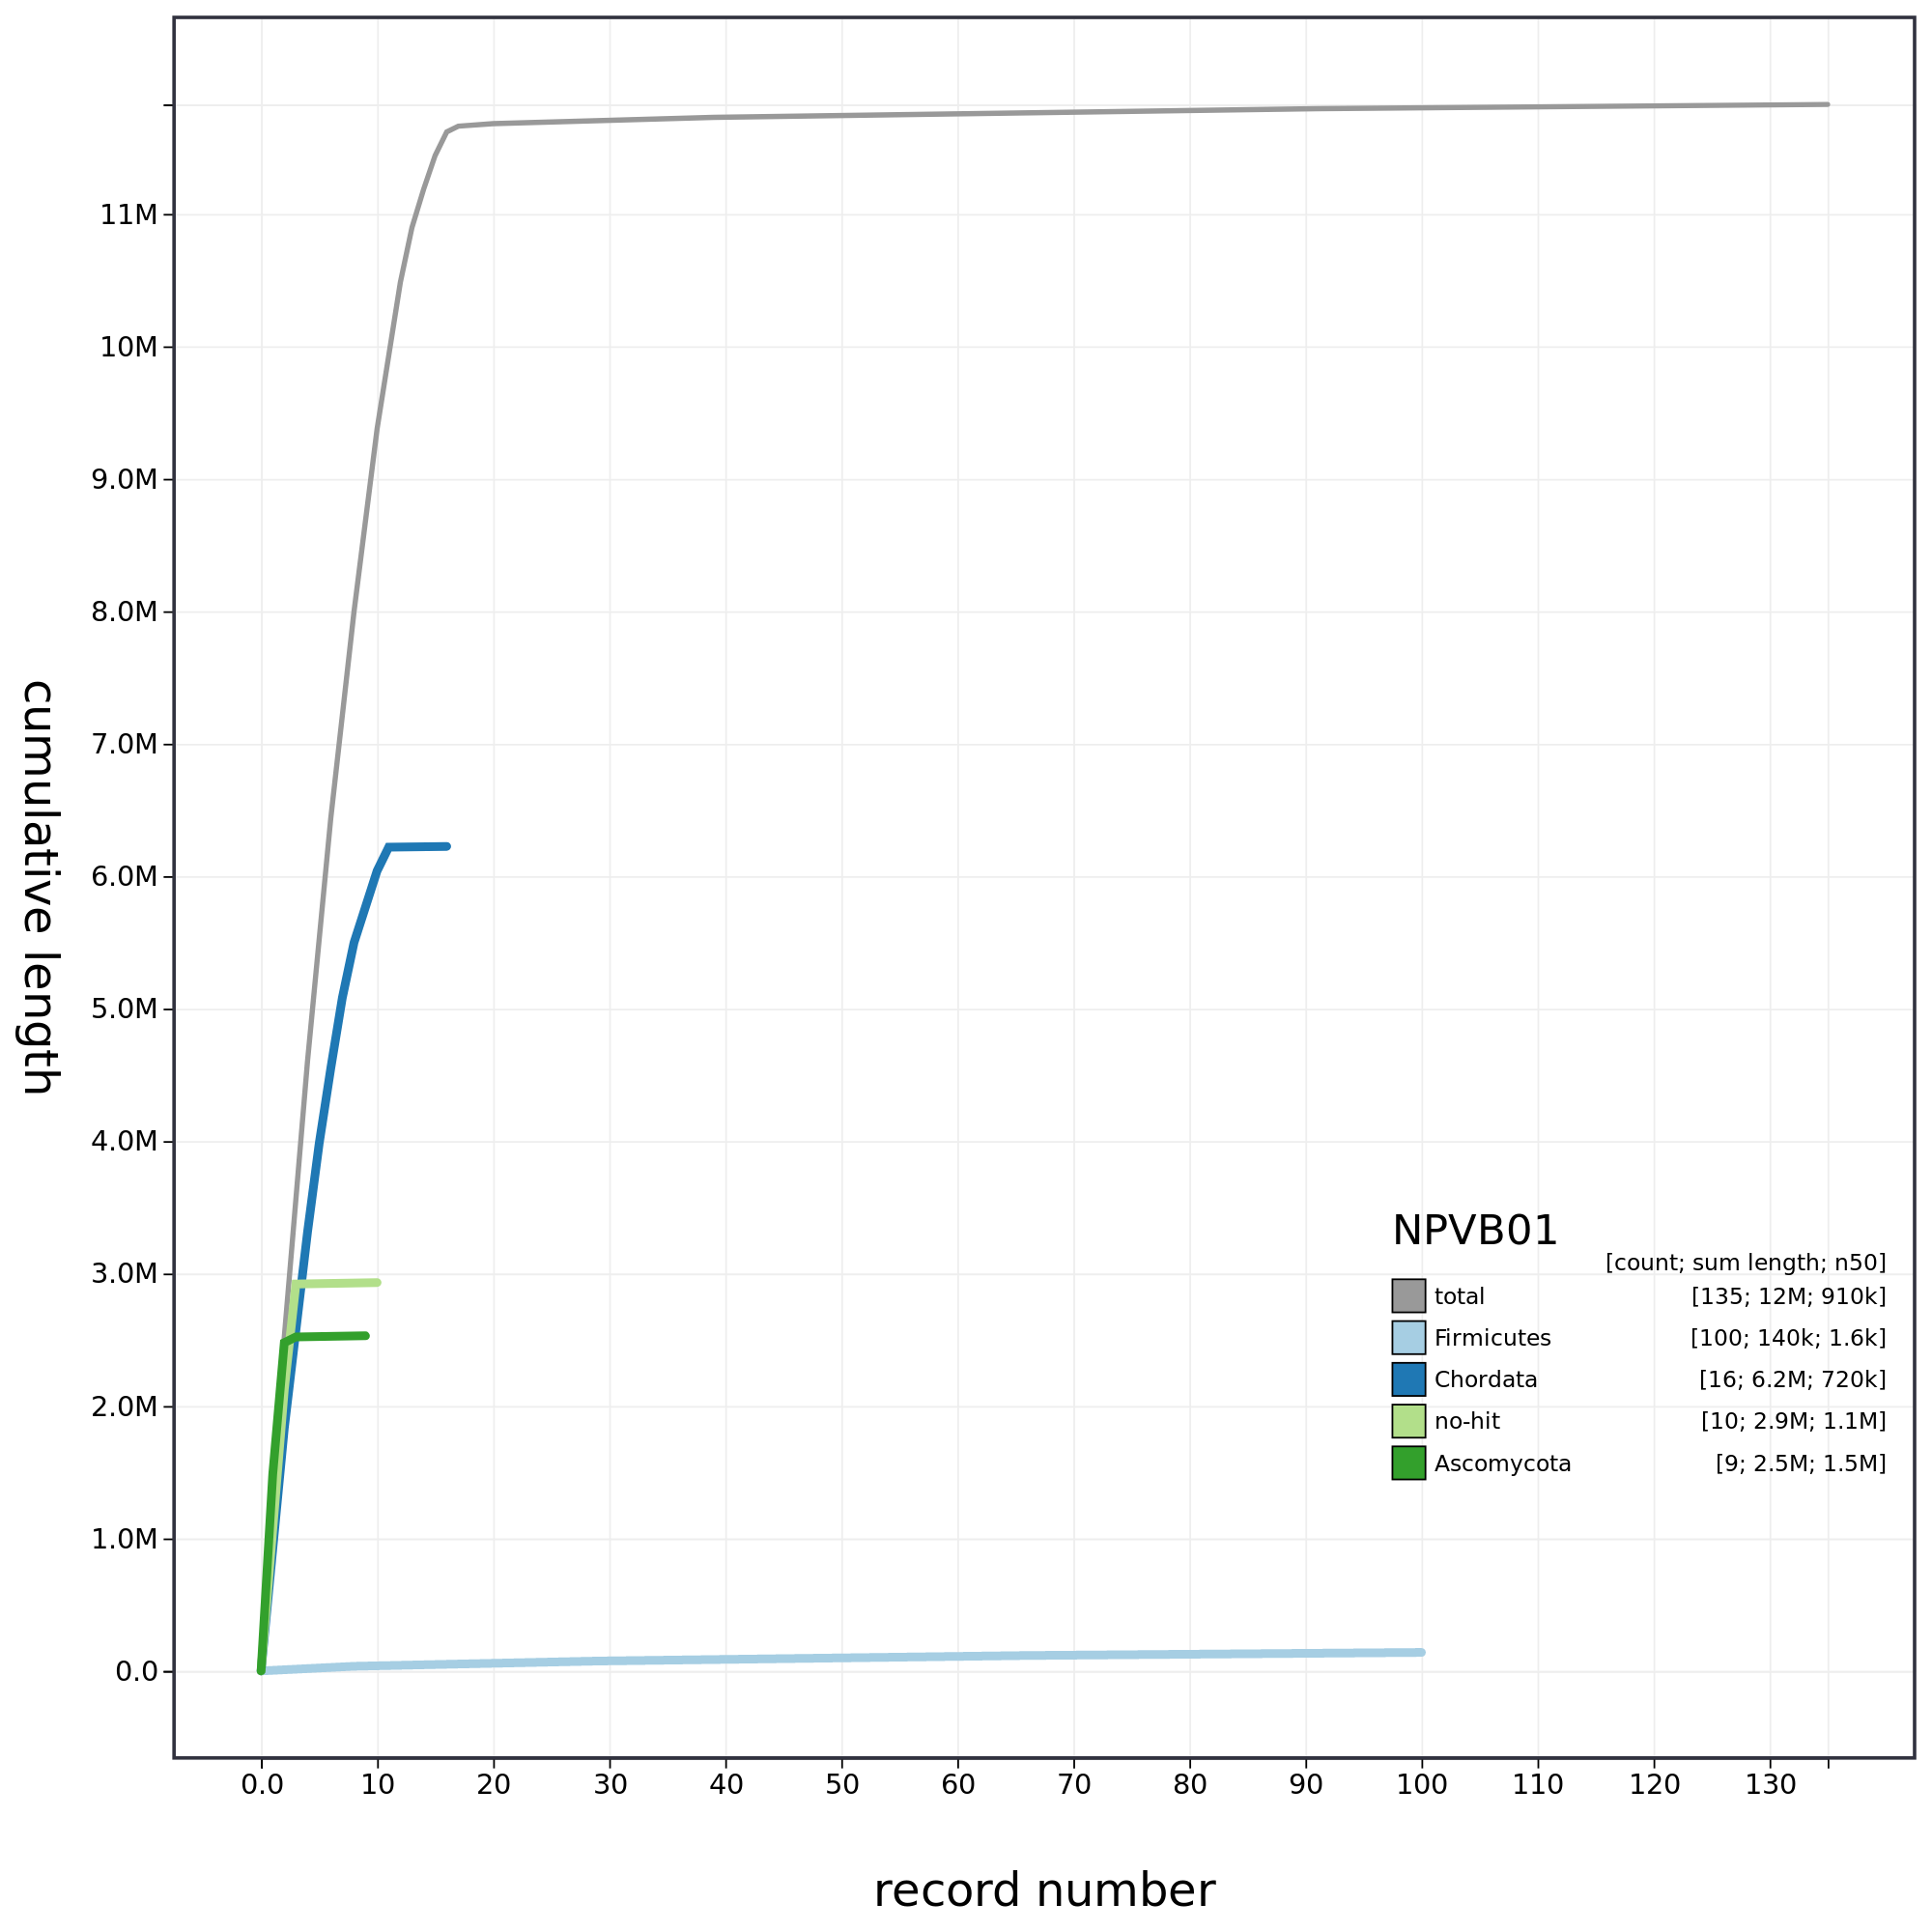 11M
10M
9.0M
8.0M
7.0M
6.0M
5.0M
4.0M
3.0M
2.0M
1.0M
0.0
cumulative length
NPVB01
[count; sum length; n50]
total [135; 12M; 910k]
Firmicutes [100; 140k; 1.6k]
Chordata [16; 6.2M; 720k]
no-hit [10; 2.9M; 1.1M]
Ascomycota [9; 2.5M; 1.5M]
0.0 10 20 30 40 50 60 70 80 90 100 110 120 130
record number